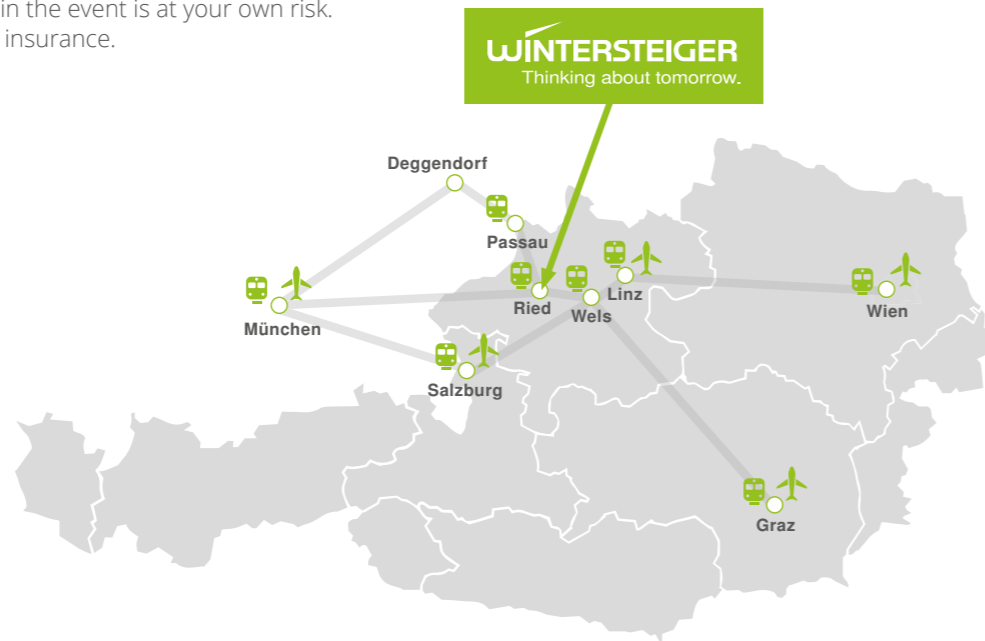 in the event is at your own risk.
insurance.
WINTERSTEIGER
Thinking about tomorrow.
Deggendorf
Passau
Ried
Wels
Linz
Wien
München
Salzburg
Graz